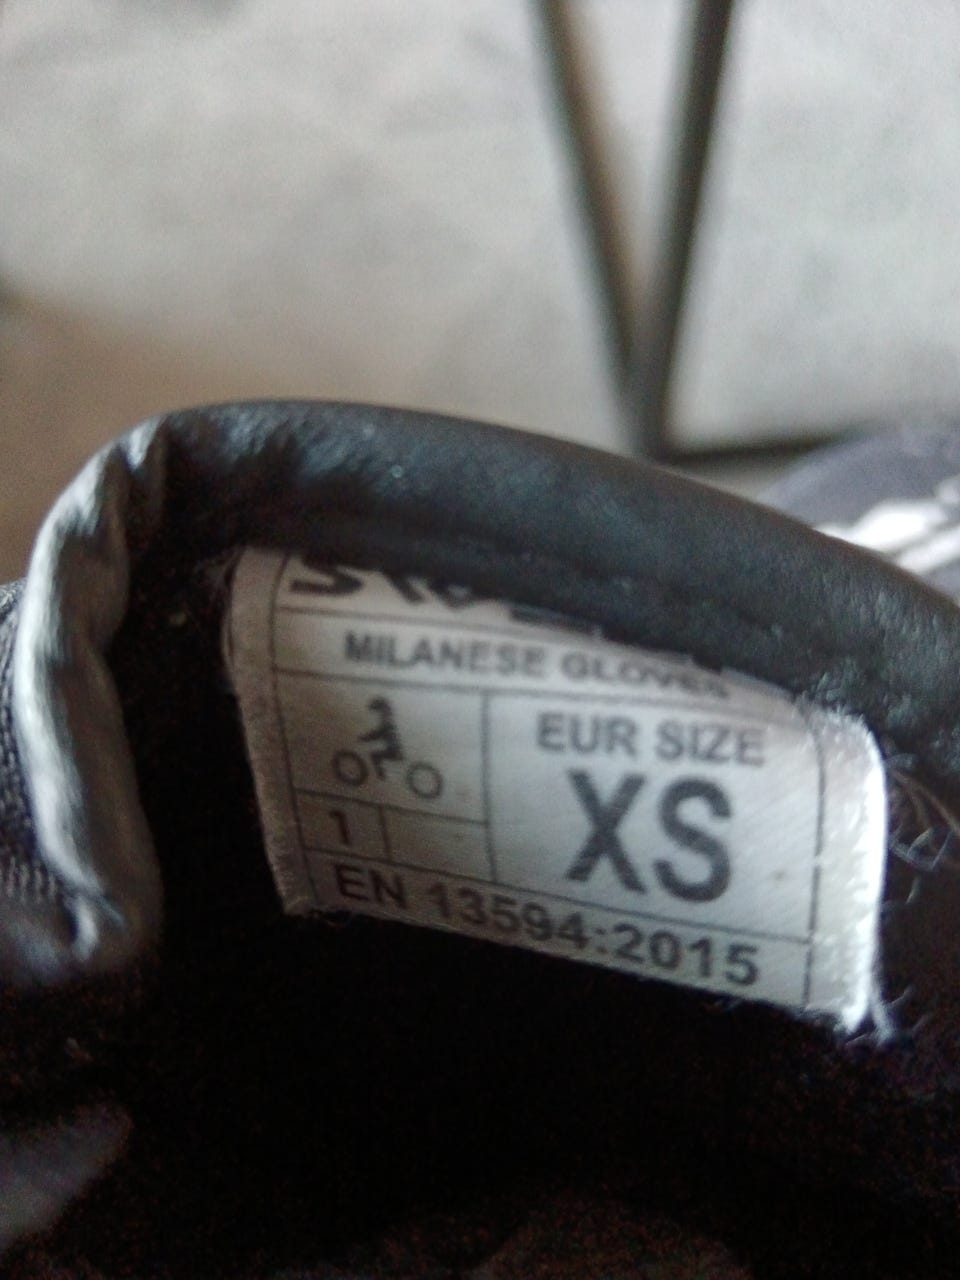 MILANESE GLOVES
EUR SIZE
XS
1
EN 13594:2015